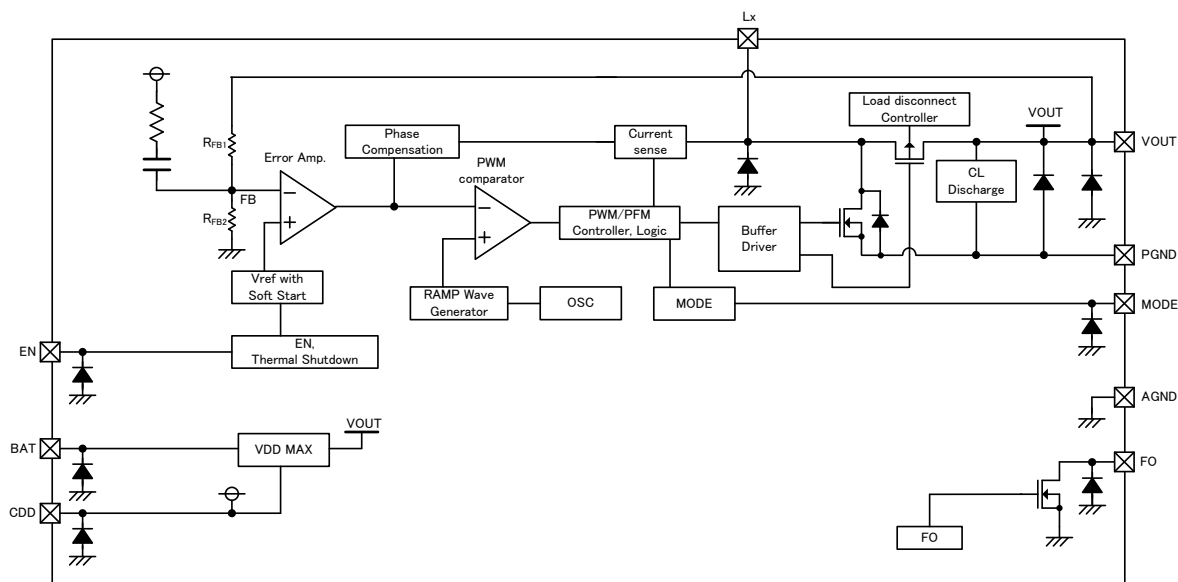 Lx
Load disconnect
Controller
VOUT
VOUT
RFB1
Phase
Compensation
Current
sense
Error Amp.
PWM
comparator
CL
Discharge
FB
RFB2
PWM/PFM
Controller, Logic
Buffer
Driver
PGND
Vref with
Soft Start
RAMP Wave
Generator
OSC
MODE
MODE
EN
EN,
Thermal Shutdown
AGND
VOUT
BAT
VDD MAX
FO
CDD
FO